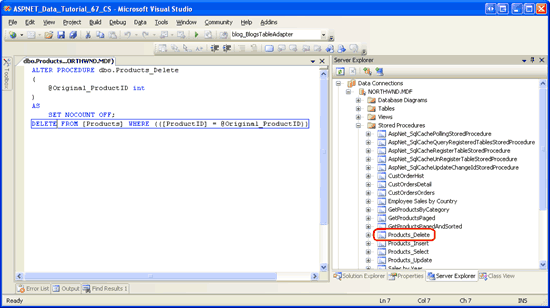 ASPNET_Data_Tutorial_67_CS - Microsoft Visual Studio
File Edit View Project Build Debug Data Tools Window Community Help Addins
blog_BlogsTableAdapter
Toolbox
dbo.Products...ORTHWND.MDF)
ALTER PROCEDURE dbo.Products_Delete
(
@Original_ProductID int
)
AS
SET NOCOUNT OFF;
DELETE FROM [Products] WHERE (([ProductID] = @Original_ProductID))
Server Explorer
Data Connections
NORTHWND.MDF
Database Diagrams
Tables
Views
Stored Procedures
AspNet_SqlCachePollingStoredProcedure
AspNet_SqlCacheQueryRegisteredTablesStoredProcedure
AspNet_SqlCacheRegisterTableStoredProcedure
AspNet_SqlCacheUnRegisterTableStoredProcedure
AspNet_SqlCacheUpdateChangeIdStoredProcedure
CustOrderHist
CustOrdersDetail
CustOrdersOrders
Employee Sales by Country
GetProductsByCategory
GetProductsPaged
GetProductsPagedAndSorted
Products_Delete
Products_Insert
Products_Select
Products_Update
Sales by Year
Solution Explorer Properties Server Explorer Class View
Error List Output Find Results 1
Ready Ln 7 Col 7 Ch 7 INS